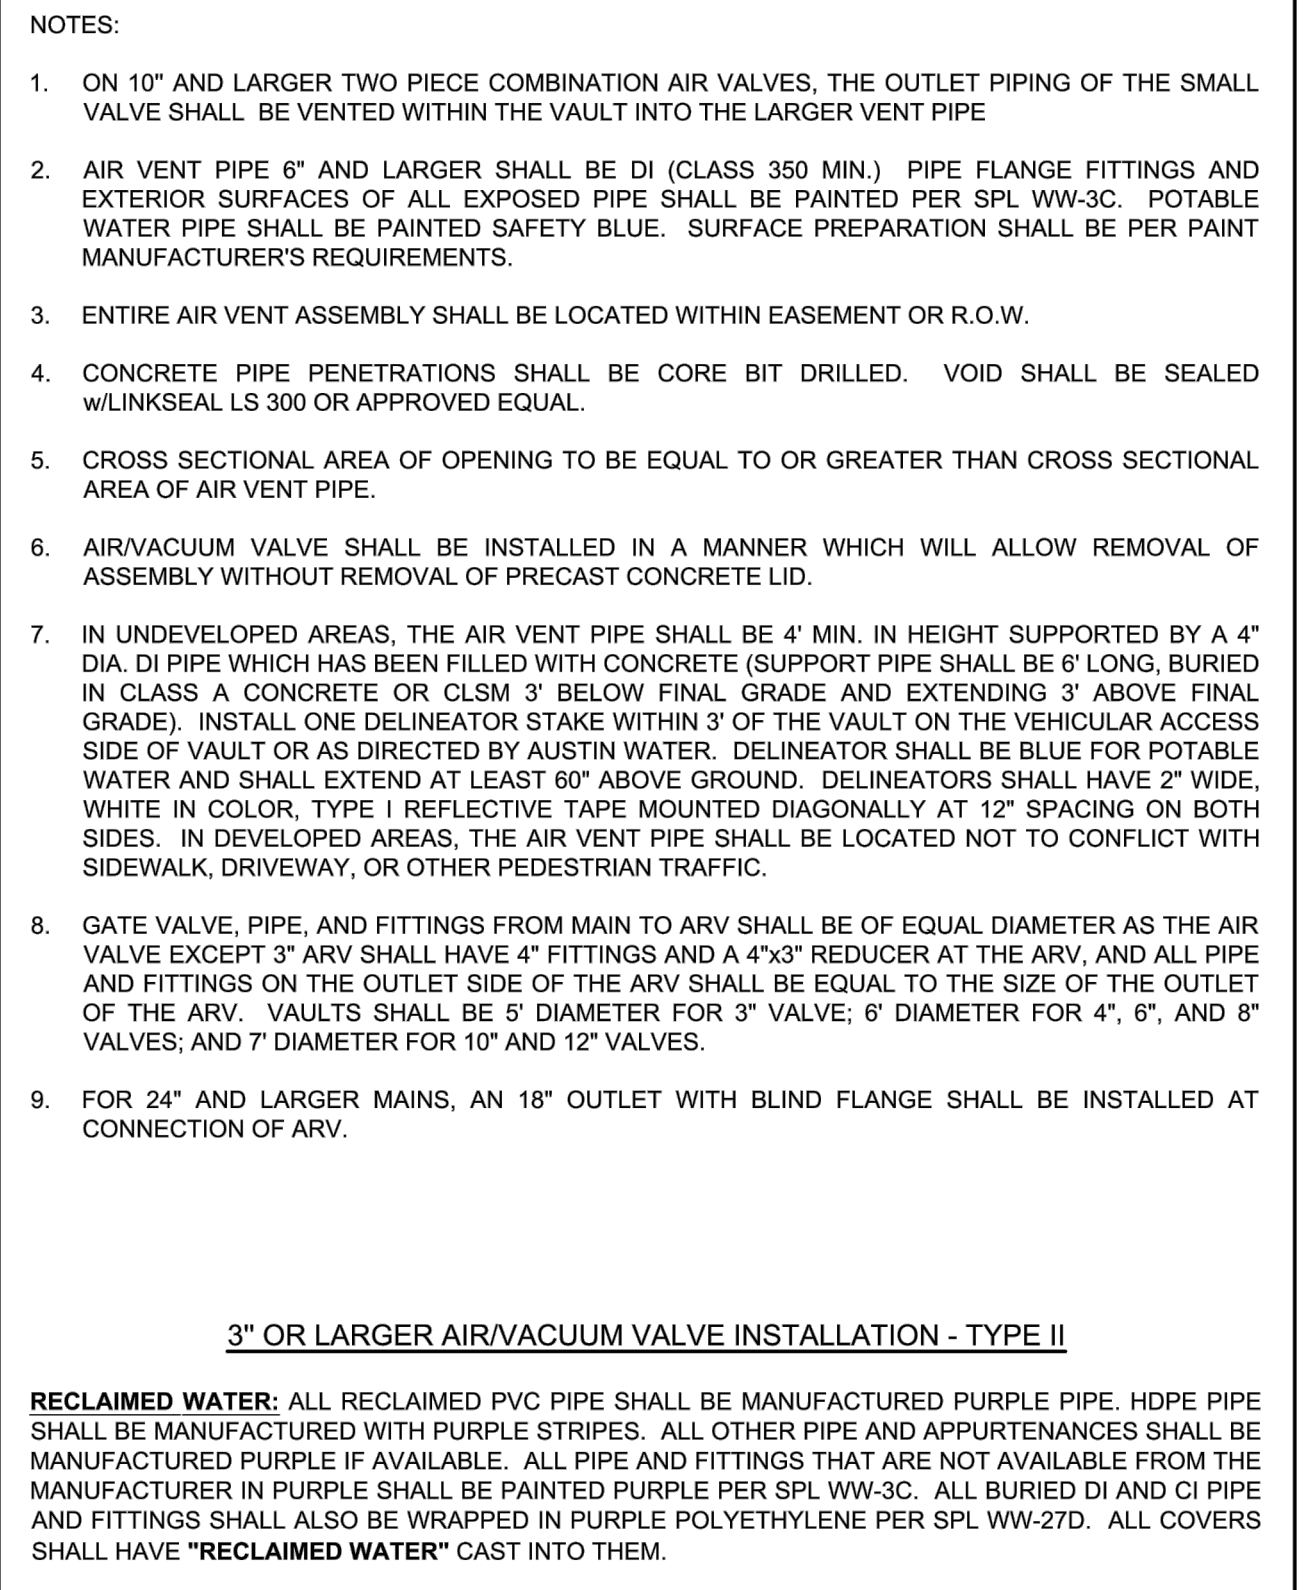 NOTES:
1. ON 10" AND LARGER TWO PIECE COMBINATION AIR VALVES, THE OUTLET PIPING OF THE SMALL
VALVE SHALL BE VENTED WITHIN THE VAULT INTO THE LARGER VENT PIPE
2. AIR VENT PIPE 6" AND LARGER SHALL BE DI (CLASS 350 MIN.) PIPE FLANGE FITTINGS AND
EXTERIOR SURFACES OF ALL EXPOSED PIPE SHALL BE PAINTED PER SPL WW-3C. POTABLE
WATER PIPE SHALL BE PAINTED SAFETY BLUE. SURFACE PREPARATION SHALL BE PER PAINT
MANUFACTURER'S REQUIREMENTS.
3. ENTIRE AIR VENT ASSEMBLY SHALL BE LOCATED WITHIN EASEMENT OR R.O.W.
4. CONCRETE PIPE PENETRATIONS SHALL BE CORE BIT DRILLED. VOID SHALL BE SEALED
w/LINKSEAL LS 300 OR APPROVED EQUAL.
5. CROSS SECTIONAL AREA OF OPENING TO BE EQUAL TO OR GREATER THAN CROSS SECTIONAL
AREA OF AIR VENT PIPE.
6. AIR/VACUUM VALVE SHALL BE INSTALLED IN A MANNER WHICH WILL ALLOW REMOVAL OF
ASSEMBLY WITHOUT REMOVAL OF PRECAST CONCRETE LID.
7. IN UNDEVELOPED AREAS, THE AIR VENT PIPE SHALL BE 4' MIN. IN HEIGHT SUPPORTED BY A 4"
DIA. DI PIPE WHICH HAS BEEN FILLED WITH CONCRETE (SUPPORT PIPE SHALL BE 6' LONG, BURIED
IN CLASS A CONCRETE OR CLSM 3' BELOW FINAL GRADE AND EXTENDING 3' ABOVE FINAL
GRADE). INSTALL ONE DELINEATOR STAKE WITHIN 3' OF THE VAULT ON THE VEHICULAR ACCESS
SIDE OF VAULT OR AS DIRECTED BY AUSTIN WATER. DELINEATOR SHALL BE BLUE FOR POTABLE
WATER AND SHALL EXTEND AT LEAST 60" ABOVE GROUND. DELINEATORS SHALL HAVE 2" WIDE,
WHITE IN COLOR, TYPE I REFLECTIVE TAPE MOUNTED DIAGONALLY AT 12" SPACING ON BOTH
SIDES. IN DEVELOPED AREAS, THE AIR VENT PIPE SHALL BE LOCATED NOT TO CONFLICT WITH
SIDEWALK, DRIVEWAY, OR OTHER PEDESTRIAN TRAFFIC.
8. GATE VALVE, PIPE, AND FITTINGS FROM MAIN TO ARV SHALL BE OF EQUAL DIAMETER AS THE AIR
VALVE EXCEPT 3" ARV SHALL HAVE 4" FITTINGS AND A 4"x3" REDUCER AT THE ARV, AND ALL PIPE
AND FITTINGS ON THE OUTLET SIDE OF THE ARV SHALL BE EQUAL TO THE SIZE OF THE OUTLET
OF THE ARV. VAULTS SHALL BE 5' DIAMETER FOR 3" VALVE; 6' DIAMETER FOR 4", 6", AND 8"
VALVES; AND 7' DIAMETER FOR 10" AND 12" VALVES.
9. FOR 24" AND LARGER MAINS, AN 18" OUTLET WITH BLIND FLANGE SHALL BE INSTALLED AT
CONNECTION OF ARV.
3" OR LARGER AIR/VACUUM VALVE INSTALLATION - TYPE II
RECLAIMED WATER: ALL RECLAIMED PVC PIPE SHALL BE MANUFACTURED PURPLE PIPE. HDPE PIPE
SHALL BE MANUFACTURED WITH PURPLE STRIPES. ALL OTHER PIPE AND APPURTENANCES SHALL BE
MANUFACTURED PURPLE IF AVAILABLE. ALL PIPE AND FITTINGS THAT ARE NOT AVAILABLE FROM THE
MANUFACTURER IN PURPLE SHALL BE PAINTED PURPLE PER SPL WW-3C. ALL BURIED DI AND CI PIPE
AND FITTINGS SHALL ALSO BE WRAPPED IN PURPLE POLYETHYLENE PER SPL WW-27D. ALL COVERS
SHALL HAVE "RECLAIMED WATER" CAST INTO THEM.